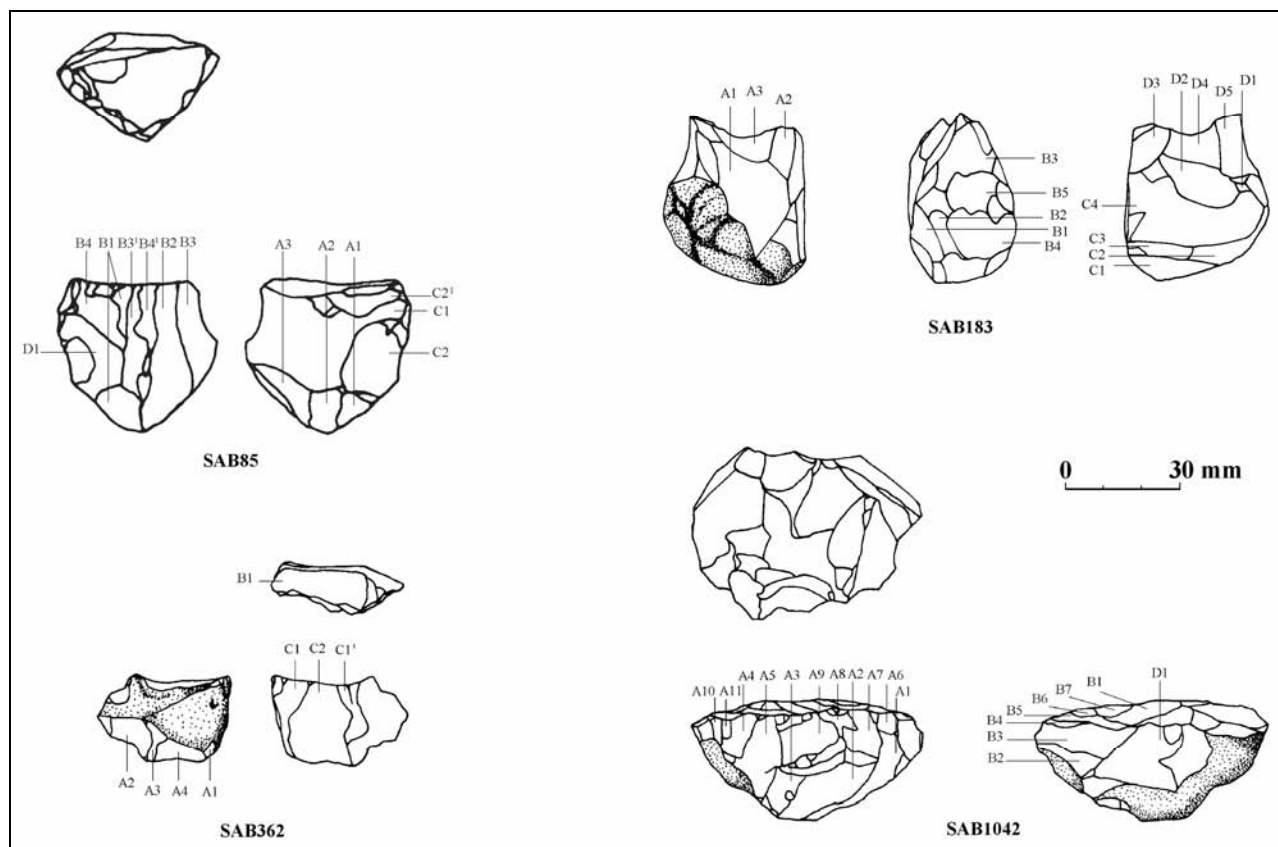 B4 B1 B3¹ B4¹ B2 B3
D1
A3 A2 A1
C2¹
C1
C2
SAB85
A1 A3 A2
B3
B5
B2
B1
B4
D3 D2 D4 D5 D1
C4
C3
C2
C1
SAB183
0 30 mm
B1
C1 C2 C1¹
A2 A3 A4 A1
SAB362
A10 A11 A4 A5 A3 A9 A8 A2 A7 A6 A1
B1 D1
B7
B6
B5
B4
B3
B2
SAB1042